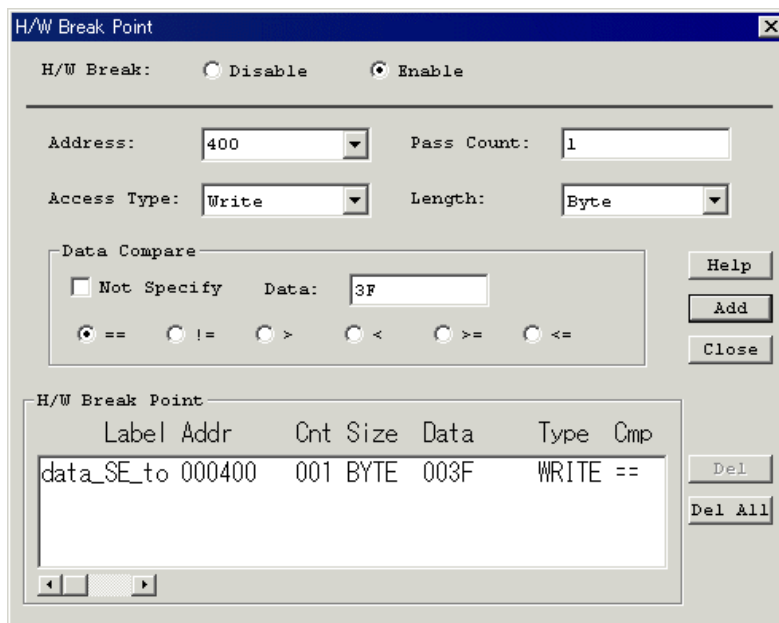 H/W Break Point
H/W Break: Disable Enable
Address: 400 Pass Count: 1
Access Type: Write Length: Byte
Data Compare
Not Specify Data: 3F
== != > < >= <=
Help
Add
Close
H/W Break Point
Label Addr Cnt Size Data Type Cmp
data_SE_to 000400 001 BYTE 003F WRITE ==
Del
Del All